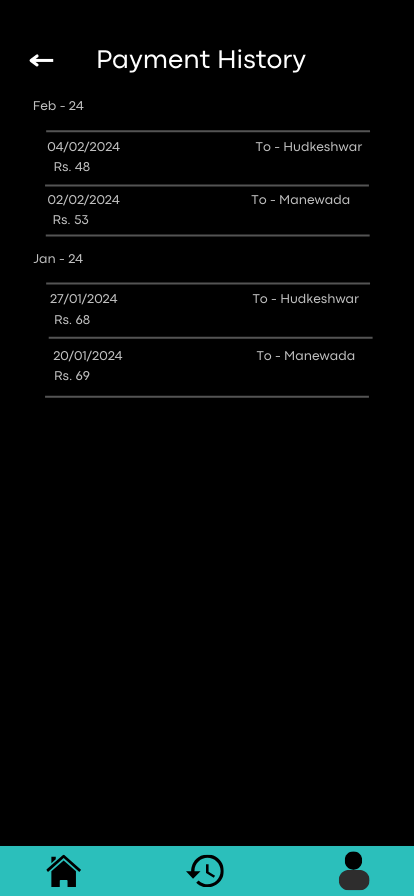 Payment History
Feb - 24
04/02/2024 To - Hudkeshwar
Rs. 48
02/02/2024 To - Manewada
Rs. 53
Jan - 24
27/01/2024 To - Hudkeshwar
Rs. 68
20/01/2024 To - Manewada
Rs. 69